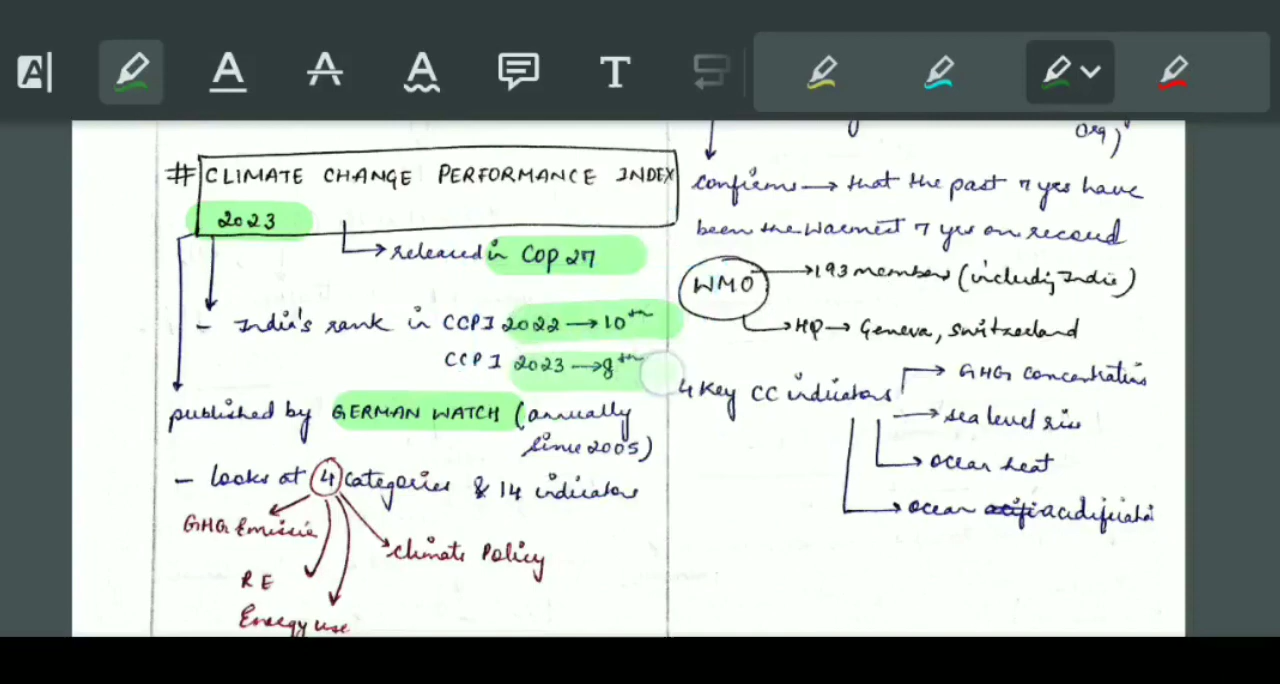 # CLIMATE CHANGE PERFORMANCE INDEX
2023
released in COP 27
- India's rank in CCPI 2022 → 10th
CCPI 2023 → 8th
published by GERMAN WATCH (annually
since 2005)
- looks at 4 categories & 14 indicators
GHG Emission
RE
Energy use
climate Policy
Org)
confirms → that the past 7 yrs have
been the warmest 7 yrs on record
WMO → 193 members (including India)
→ HQ → Geneva, Switzerland
4 Key CC indicators → GHG concentration
→ sea level rise
→ ocean heat
→ ocean acidification